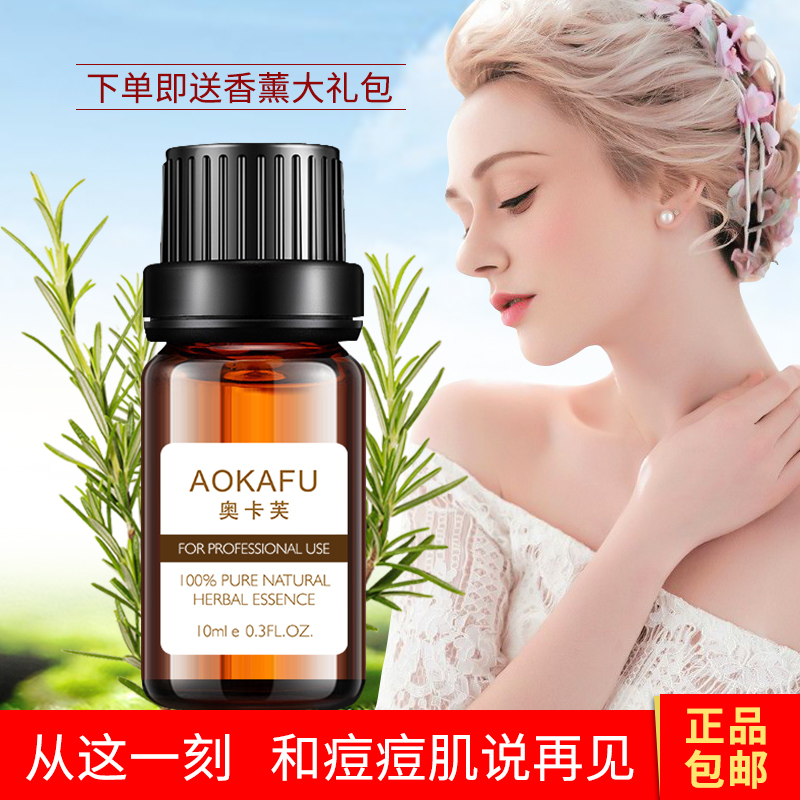 下单即送香薰大礼包
AOKAFU
奥卡芙
FOR PROFESSIONAL USE
100% PURE NATURAL
HERBAL ESSENCE
10ml e 0.3FL.OZ.
从这一刻 和痘痘肌说再见
正品
包邮